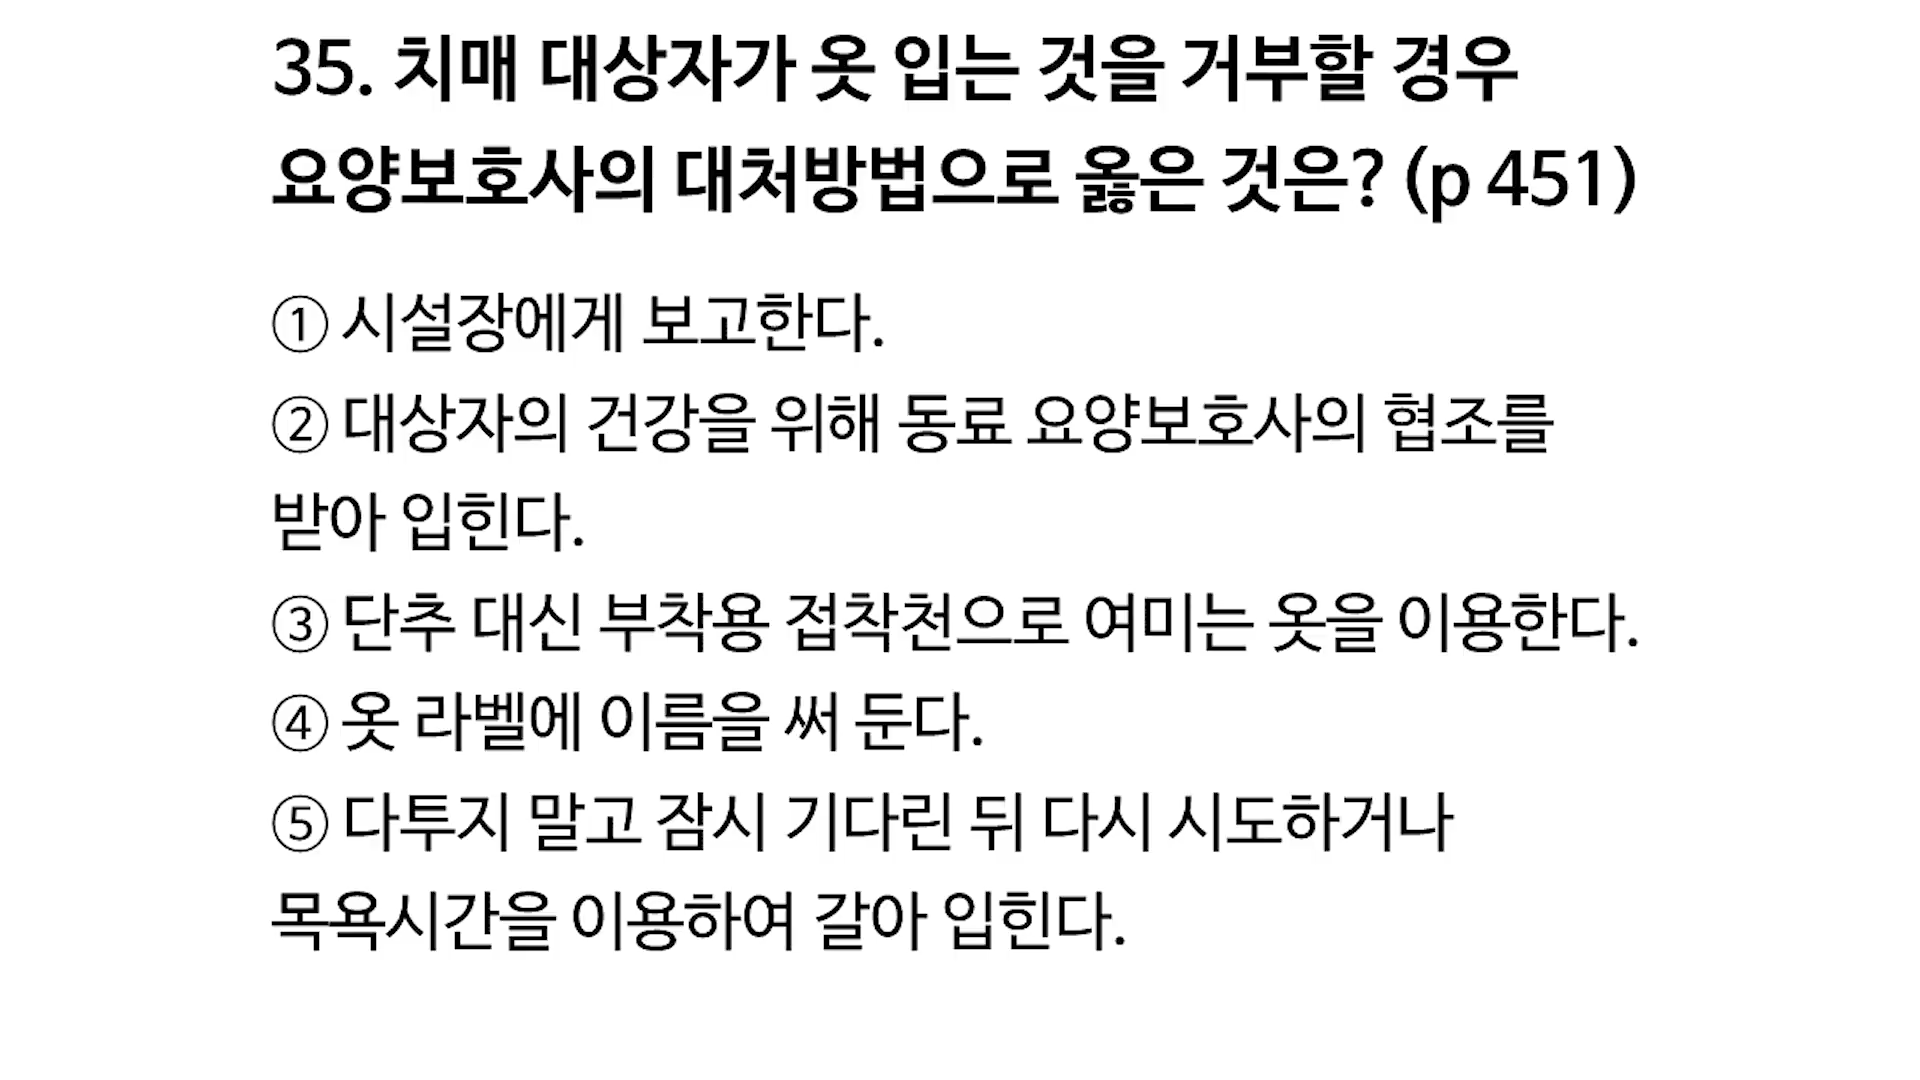 35. 치매 대상자가 옷 입는 것을 거부할 경우
요양보호사의 대처방법으로 옳은 것은? (p 451)
① 시설장에게 보고한다.
② 대상자의 건강을 위해 동료 요양보호사의 협조를
받아 입힌다.
③ 단추 대신 부착용 접착천으로 여미는 옷을 이용한다.
④ 옷 라벨에 이름을 써 둔다.
⑤ 다투지 말고 잠시 기다린 뒤 다시 시도하거나
목욕시간을 이용하여 갈아 입힌다.